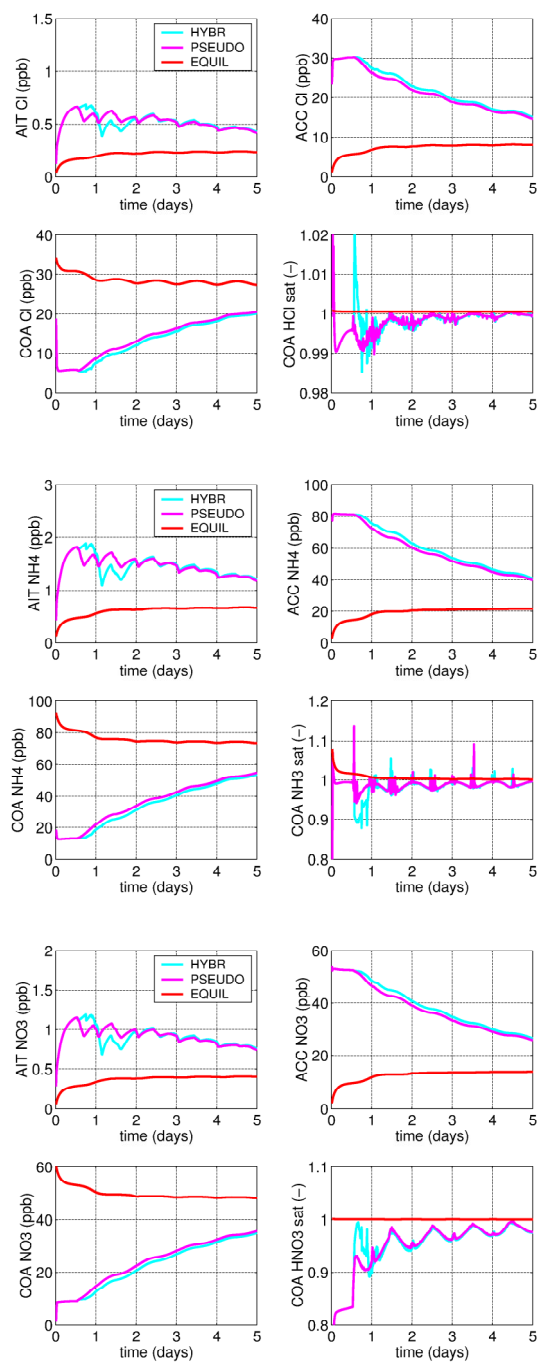 AIT Cl (ppb)
1.5
1
0.5
0
HYBR
PSEUDO
EQUIL
0 1 2 3 4 5
time (days)
ACC Cl (ppb)
40
30
20
10
0
0 1 2 3 4 5
time (days)
COA Cl (ppb)
40
30
20
10
0
0 1 2 3 4 5
time (days)
COA HCl sat (−)
1.02
1.01
1
0.99
0.98
0 1 2 3 4 5
time (days)
AIT NH4 (ppb)
3
2
1
0
HYBR
PSEUDO
EQUIL
0 1 2 3 4 5
time (days)
ACC NH4 (ppb)
100
80
60
40
20
0
0 1 2 3 4 5
time (days)
COA NH4 (ppb)
100
80
60
40
20
0
0 1 2 3 4 5
time (days)
COA NH3 sat (−)
1.2
1.1
1
0.9
0.8
0 1 2 3 4 5
time (days)
AIT NO3 (ppb)
2
1.5
1
0.5
0
HYBR
PSEUDO
EQUIL
0 1 2 3 4 5
time (days)
ACC NO3 (ppb)
60
40
20
0
0 1 2 3 4 5
time (days)
COA NO3 (ppb)
60
40
20
0
0 1 2 3 4 5
time (days)
COA HNO3 sat (−)
1.1
1
0.9
0.8
0 1 2 3 4 5
time (days)